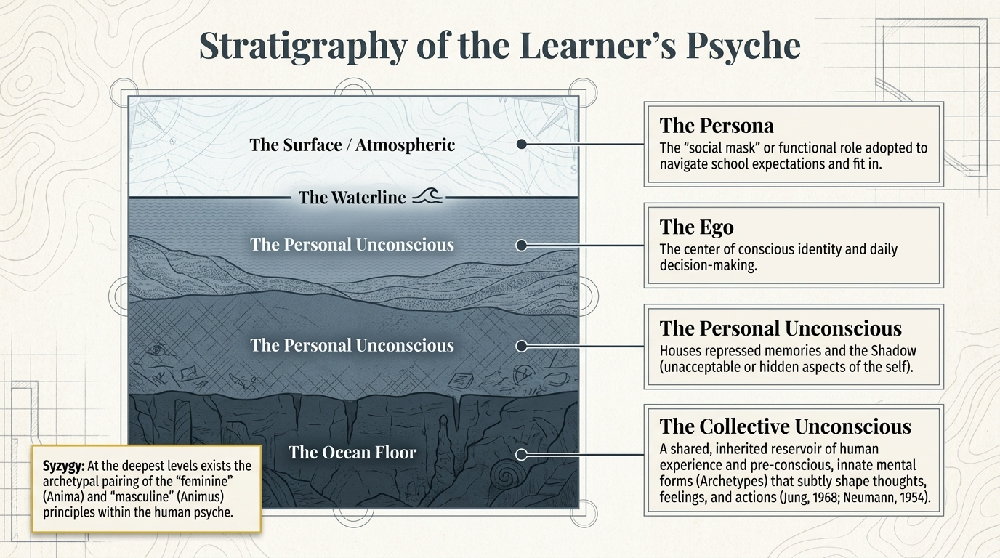 Stratigraphy of the Learner’s Psyche
The Surface / Atmospheric
The Waterline
The Personal Unconscious
The Personal Unconscious
The Ocean Floor
Syzygy: At the deepest levels exists the
archetypal pairing of the “feminine”
(Anima) and “masculine” (Animus)
principles within the human psyche.
The Persona
The “social mask” or functional role adopted to
navigate school expectations and fit in.
The Ego
The center of conscious identity and daily
decision-making.
The Personal Unconscious
Houses repressed memories and the Shadow
(unacceptable or hidden aspects of the self).
The Collective Unconscious
A shared, inherited reservoir of human
experience and pre-conscious, innate mental
forms (Archetypes) that subtly shape thoughts,
feelings, and actions (Jung, 1968; Neumann, 1954).